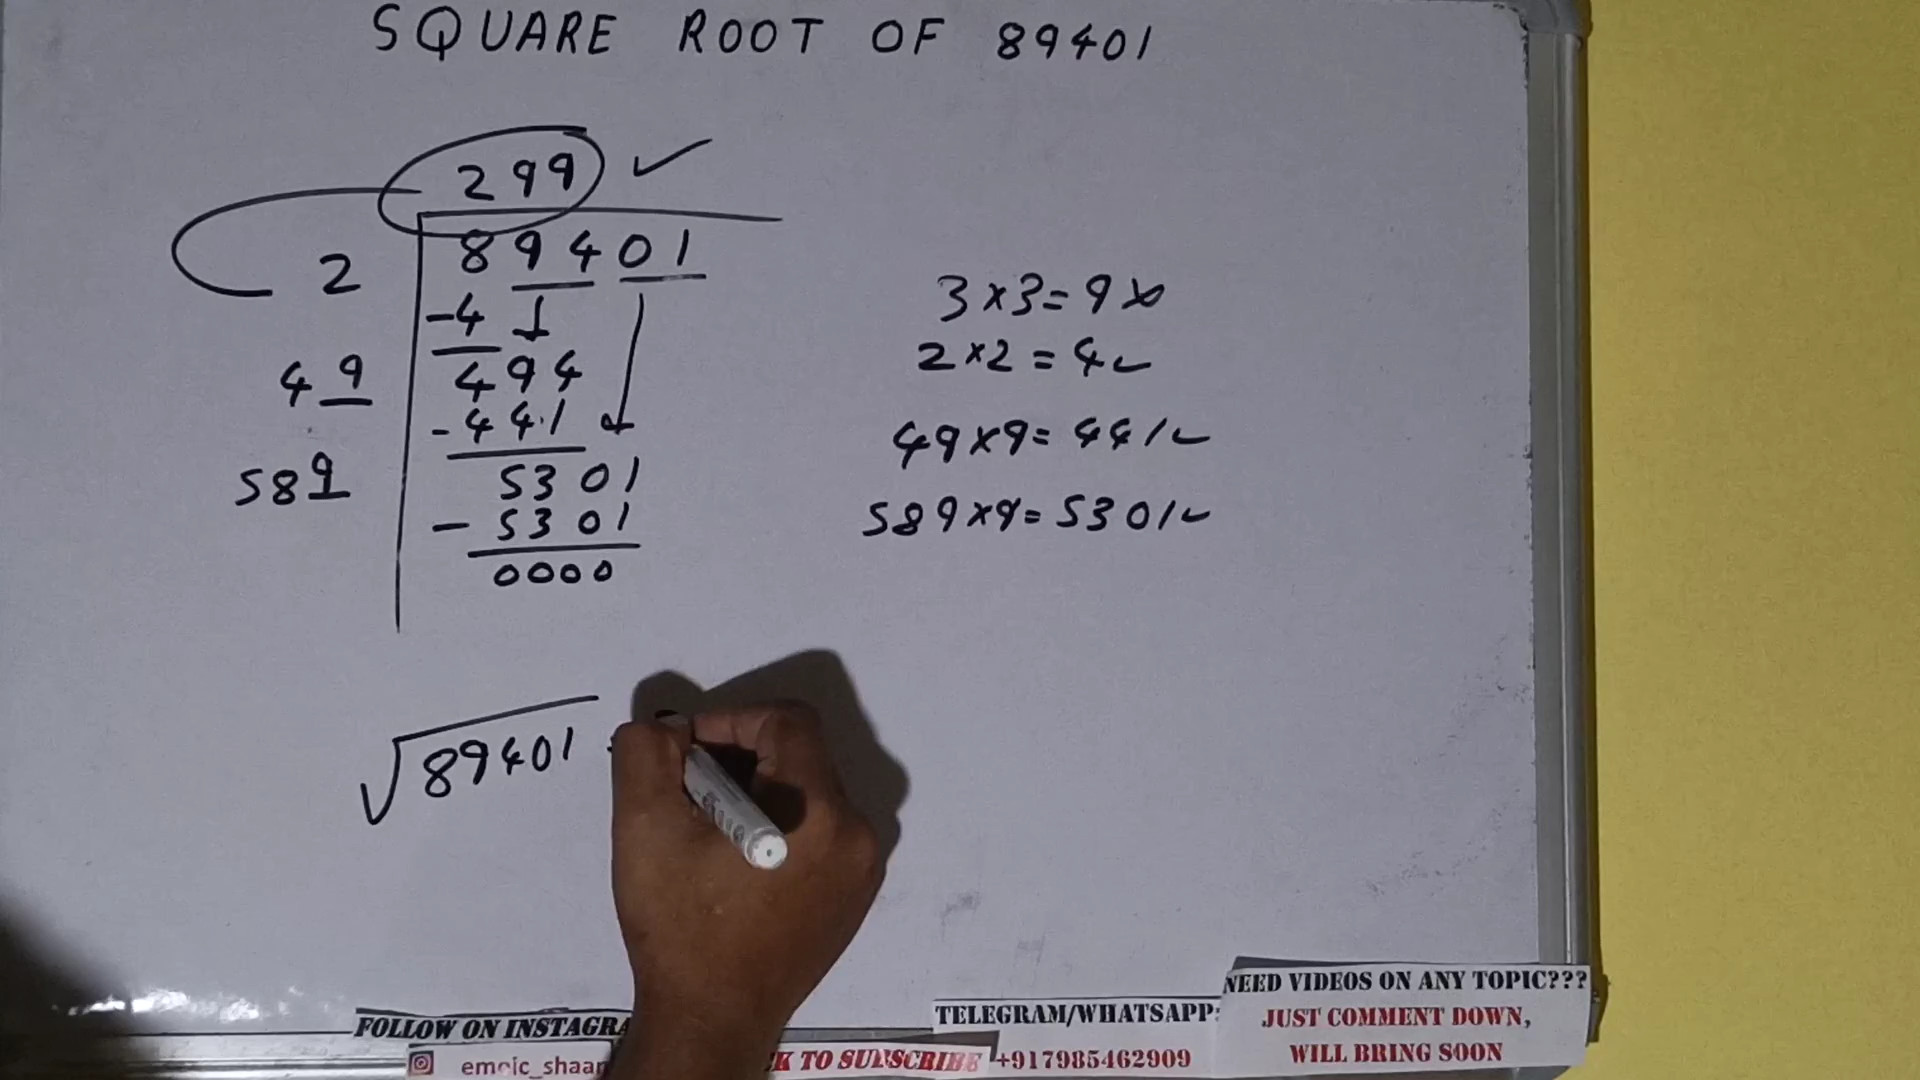 SQUARE ROOT OF 89401
299 ✓
2 89401
-4
49 494
-441
589 5301
- 5301
0000
3×3=9×
2×2=4✓
49×9=441✓
589×9=5301✓
√89401
FOLLOW ON INSTAGRA
TELEGRAM/WHATSAPP:
+917985462909
K TO SUBSCRIBE
NEED VIDEOS ON ANY TOPIC???
JUST COMMENT DOWN,
WILL BRING SOON